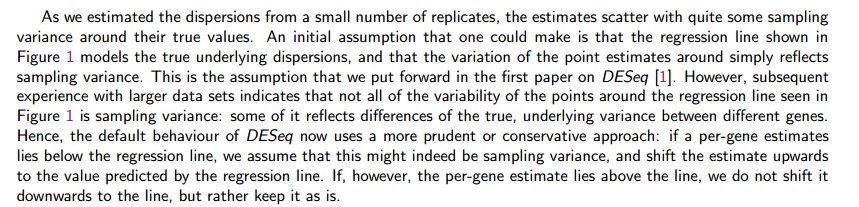 As we estimated the dispersions from a small number of replicates, the estimates scatter with quite some sampling
variance around their true values. An initial assumption that one could make is that the regression line shown in
Figure 1 models the true underlying dispersions, and that the variation of the point estimates around simply reflects
sampling variance. This is the assumption that we put forward in the first paper on DESeq [1]. However, subsequent
experience with larger data sets indicates that not all of the variability of the points around the regression line seen in
Figure 1 is sampling variance: some of it reflects differences of the true, underlying variance between different genes.
Hence, the default behaviour of DESeq now uses a more prudent or conservative approach: if a per-gene estimates
lies below the regression line, we assume that this might indeed be sampling variance, and shift the estimate upwards
to the value predicted by the regression line. If, however, the per-gene estimate lies above the line, we do not shift it
downwards to the line, but rather keep it as is.